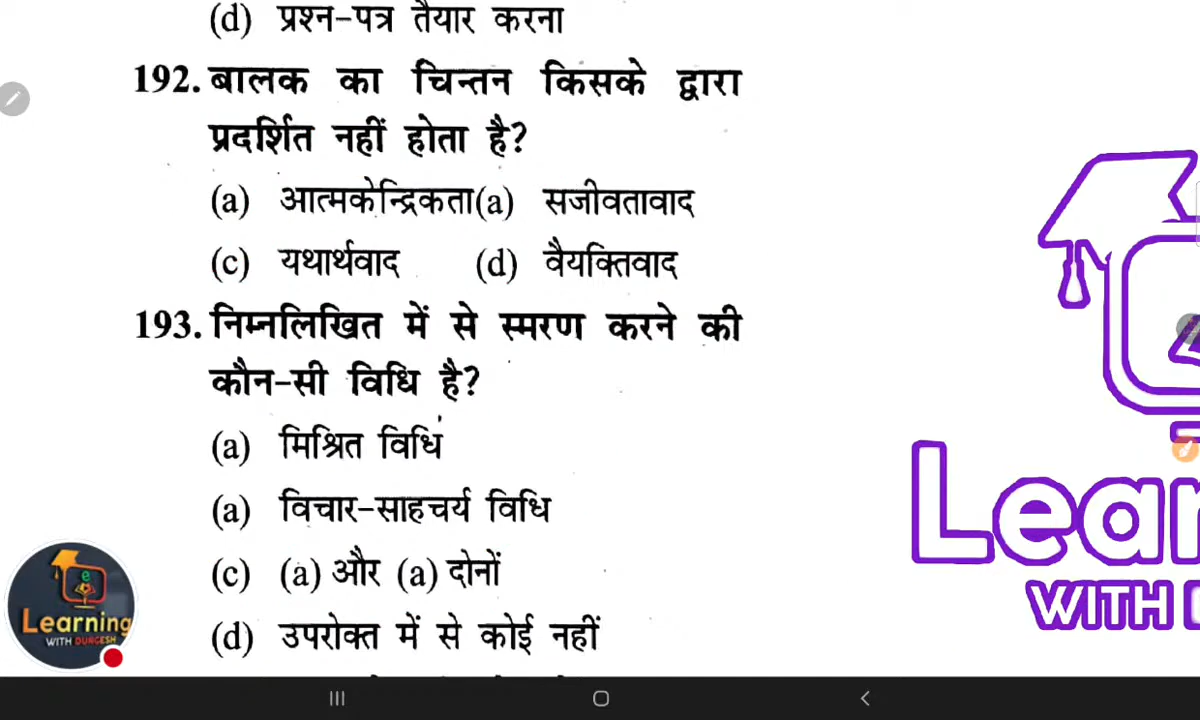 (d) प्रश्न-पत्र तैयार करना
192. बालक का चिन्तन किसके द्वारा
प्रदर्शित नहीं होता है?
(a) आत्मकेन्द्रिकता(a) सजीवतावाद
(c) यथार्थवाद (d) वैयक्तिवाद
193. निम्नलिखित में से स्मरण करने की
कौन-सी विधि है?
(a) मिश्रित विधि
(a) विचार-साहचर्य विधि
(c) (a) और (a) दोनों
(d) उपरोक्त में से कोई नहीं
Lear
WITH
e
Learning
WITH DURGESH